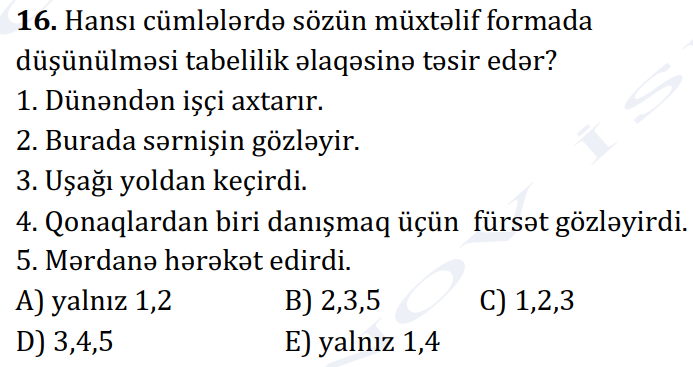 16. Hansı cümlələrdə sözün müxtəlif formada
düşünülməsi tabelilik əlaqəsinə təsir edər?
1. Dünəndən işçi axtarır.
2. Burada sərnişin gözləyir.
3. Uşağı yoldan keçirdi.
4. Qonaqlardan biri danışmaq üçün fürsət gözləyirdi.
5. Mərdanə hərəkət edirdi.
A) yalnız 1,2 B) 2,3,5 C) 1,2,3
D) 3,4,5 E) yalnız 1,4